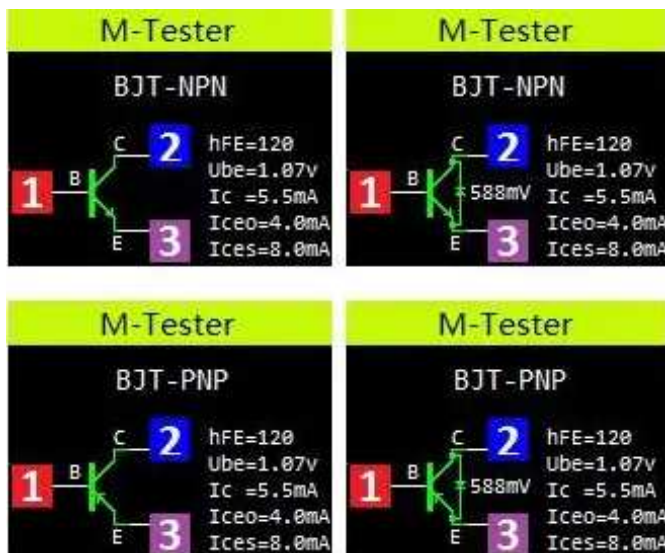 M-Tester
BJT-NPN
C
2
hFE=120
Ube=1.07v
1
B
Ic =5.5mA
Iceo=4.0mA
E
3
Ices=8.0mA
M-Tester
BJT-NPN
C
2
hFE=120
Ube=1.07v
1
B
588mV
Ic =5.5mA
Iceo=4.0mA
E
3
Ices=8.0mA
M-Tester
BJT-PNP
C
2
hFE=120
Ube=1.07v
1
B
Ic =5.5mA
Iceo=4.0mA
E
3
Ices=8.0mA
M-Tester
BJT-PNP
C
2
hFE=120
Ube=1.07v
1
B
588mV
Ic =5.5mA
Iceo=4.0mA
E
3
Ices=8.0mA